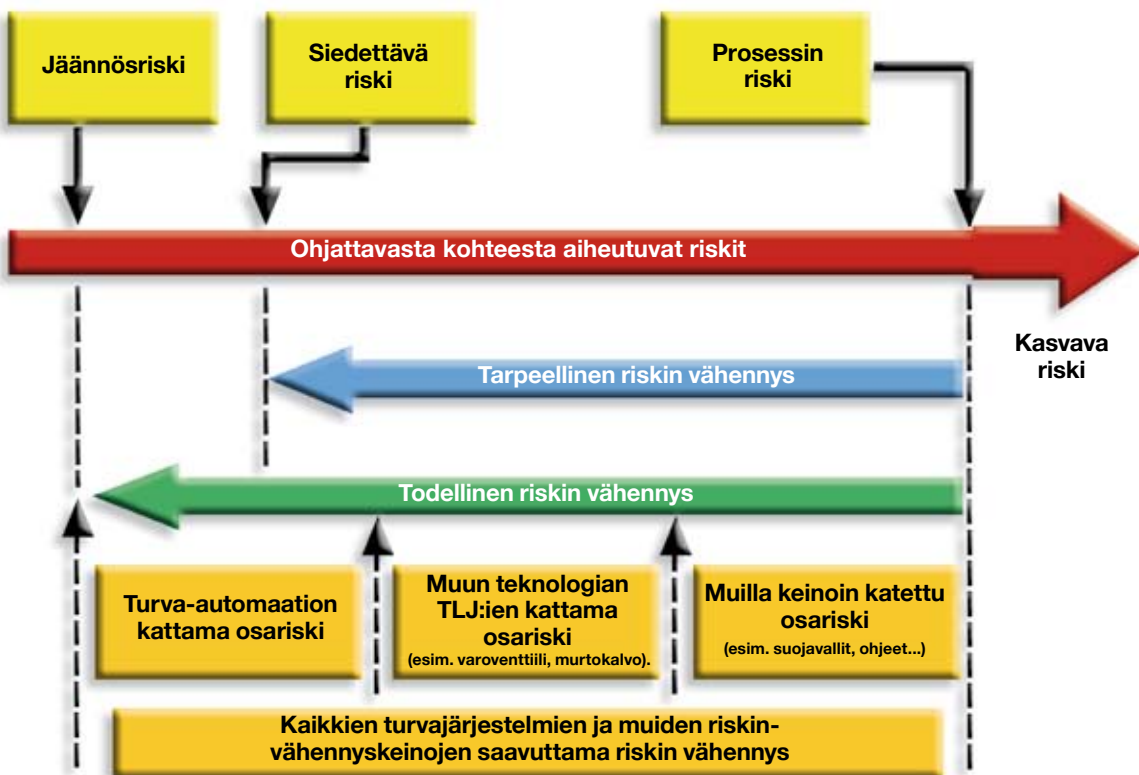 Jäännösriski
Siedettävä
riski
Prosessin
riski
Ohjattavasta kohteesta aiheutuvat riskit
Kasvava
riski
Tarpeellinen riskin vähennys
Todellinen riskin vähennys
Turva-automaation
kattama osariski
Muun teknologian
TLJ:ien kattama
osariski
(esim. varoventtiili, murtokalvo).
Muilla keinoin katettu
osariski
(esim. suojavallit, ohjeet...)
Kaikkien turvajärjestelmien ja muiden riskin-
vähennyskeinojen saavuttama riskin vähennys